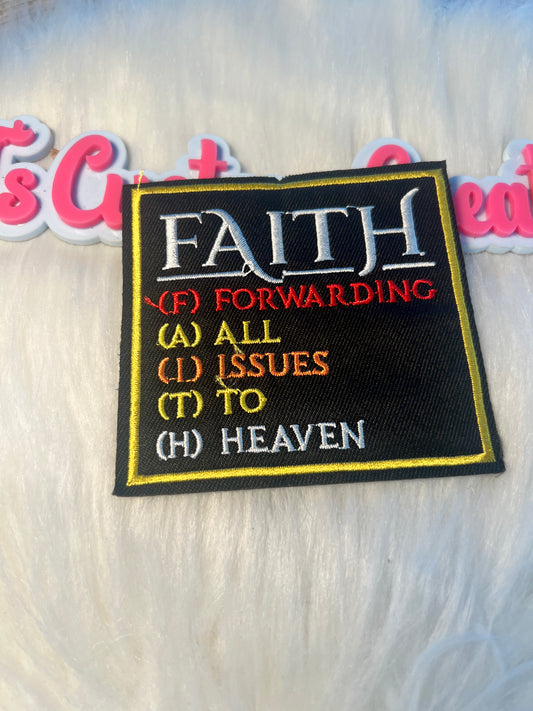 FAITH
(F) FORWARDING
(A) ALL
(I) ISSUES
(T) TO
(H) HEAVEN